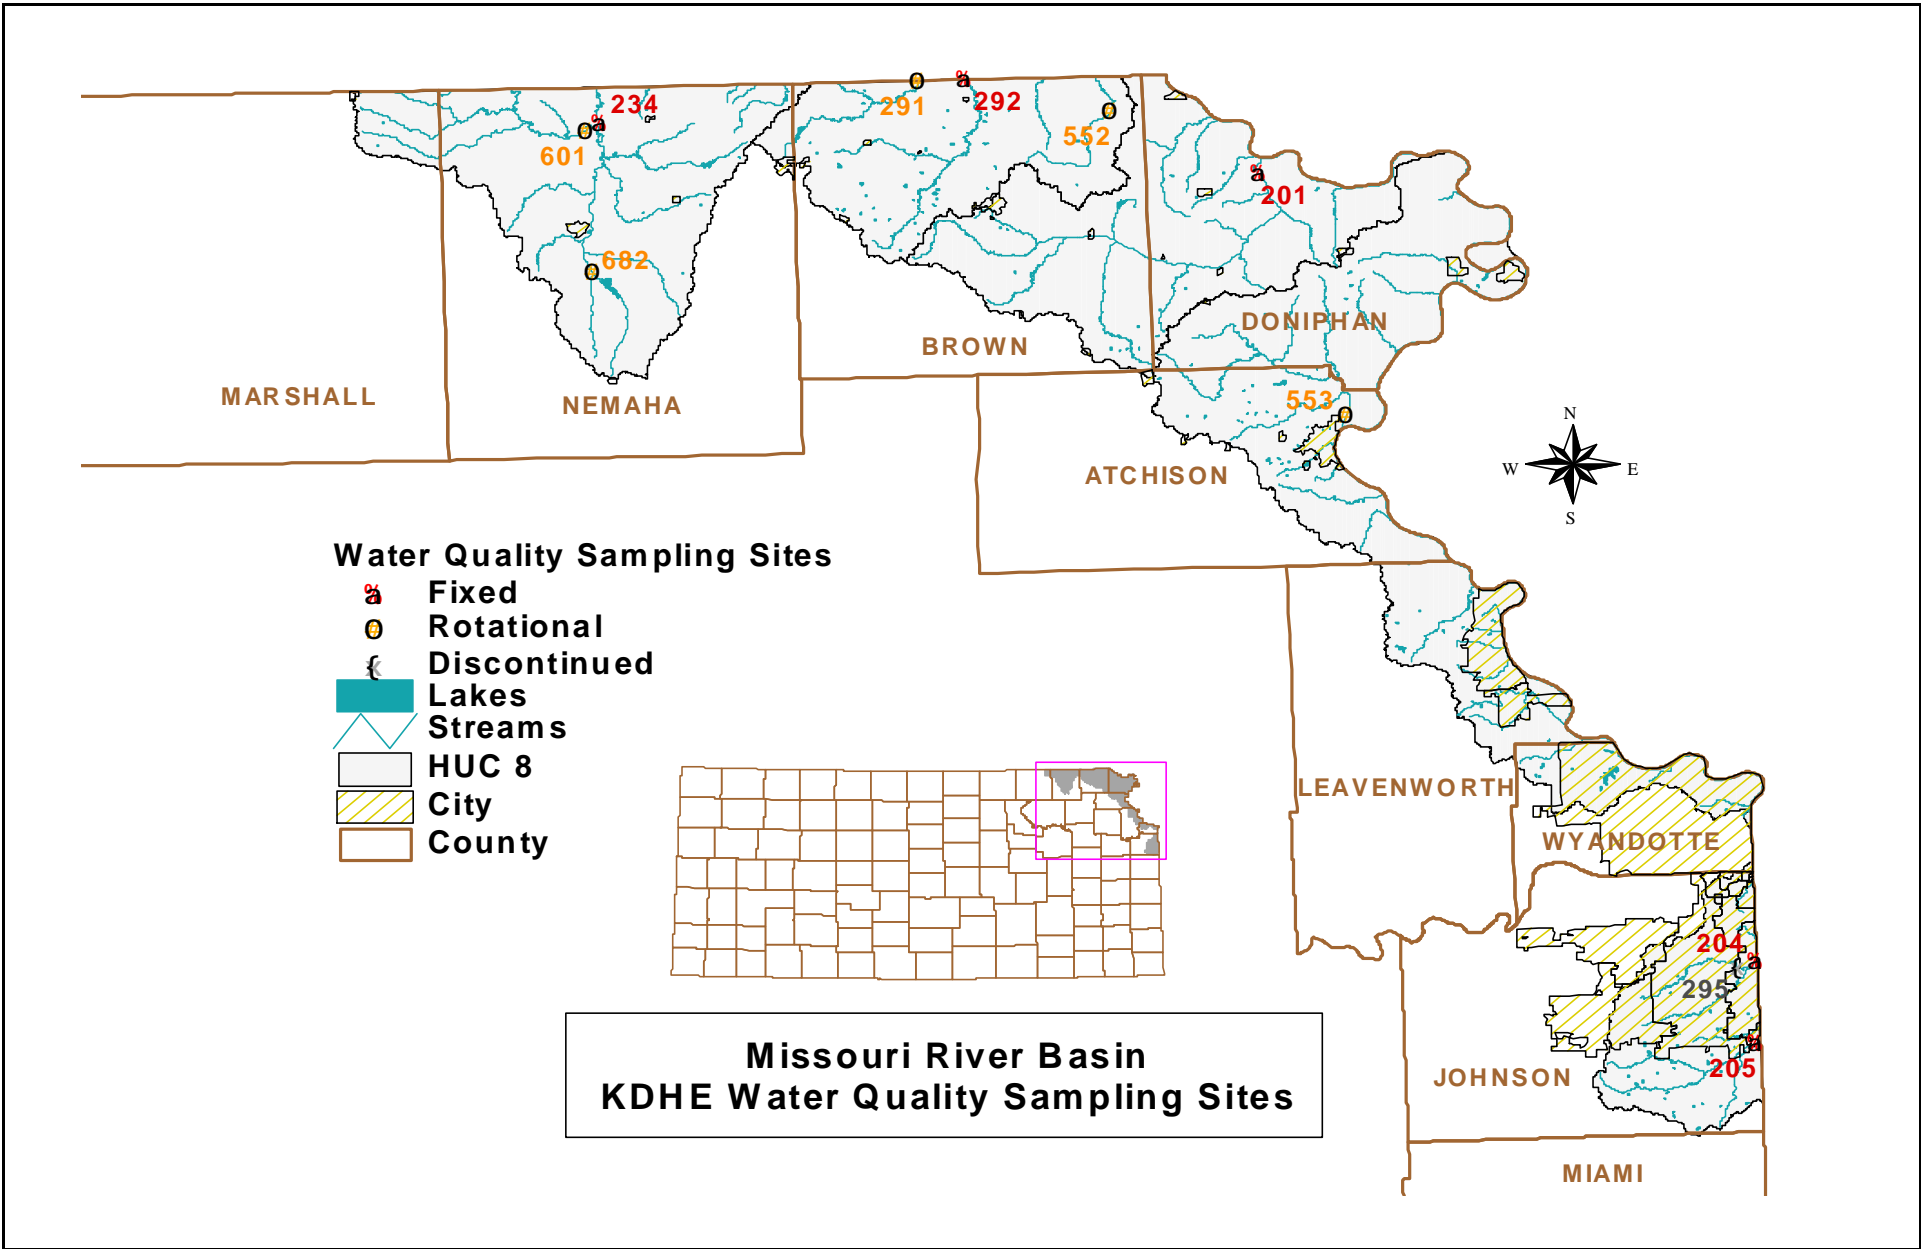 234
601
682
291
292
552
201
553
MARSHALL
NEMAHA
BROWN
DONIPHAN
ATCHISON
N
W
E
S
Water Quality Sampling Sites
Fixed
Rotational
Discontinued
Lakes
Streams
HUC 8
City
County
LEAVENWORTH
WYANDOTTE
204
295
205
JOHNSON
MIAMI
Missouri River Basin
KDHE Water Quality Sampling Sites